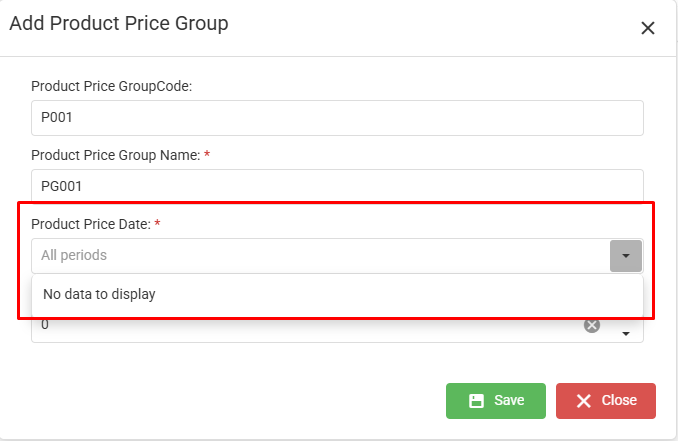 Add Product Price Group
Product Price GroupCode:
P001
Product Price Group Name: *
PG001
Product Price Date: *
All periods
No data to display
0
Save
Close